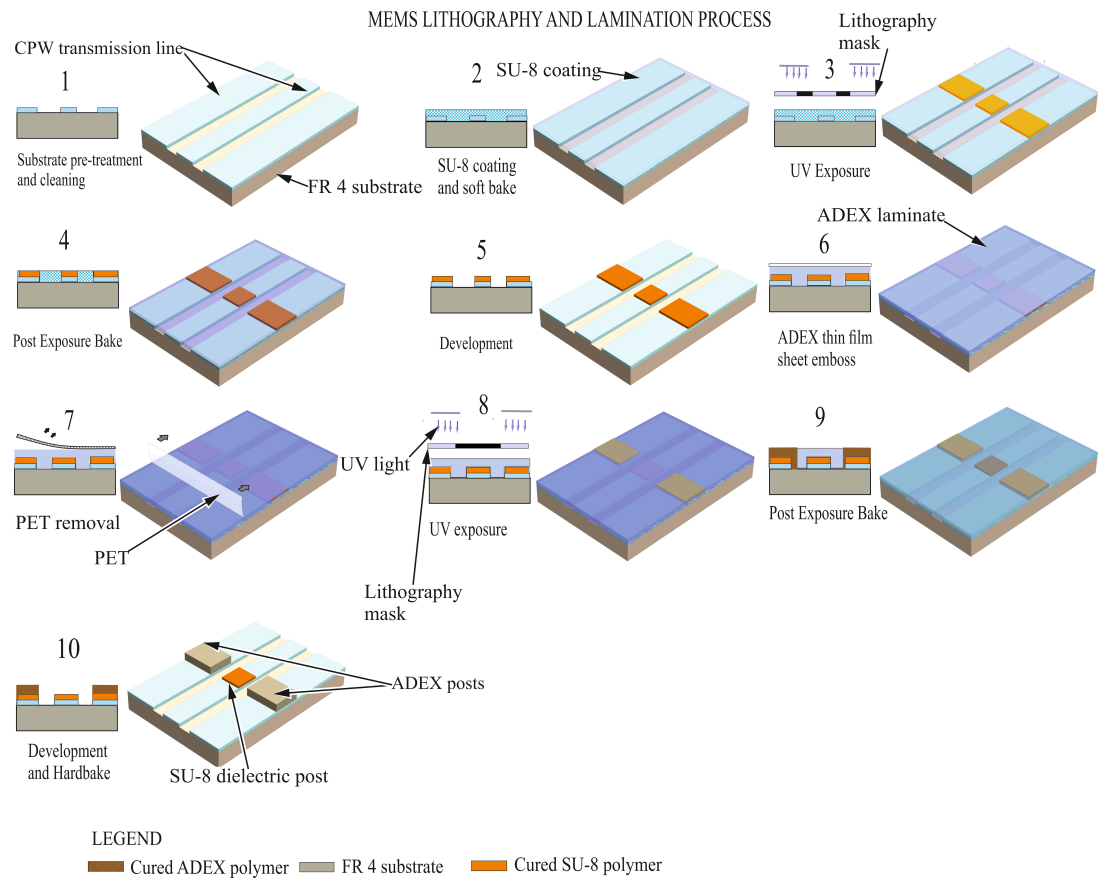 MEMS LITHOGRAPHY AND LAMINATION PROCESS
CPW transmission line
1
Substrate pre-treatment
and cleaning
FR 4 substrate
2
SU-8 coating
SU-8 coating
and soft bake
Lithography
mask
3
UV Exposure
4
Post Exposure Bake
5
Development
ADEX laminate
6
ADEX thin film
sheet emboss
7
PET removal
PET
8
UV light
UV exposure
Lithography
mask
9
Post Exposure Bake
10
ADEX posts
Development
and Hardbake
SU-8 dielectric post
LEGEND
Cured ADEX polymer
FR 4 substrate
Cured SU-8 polymer